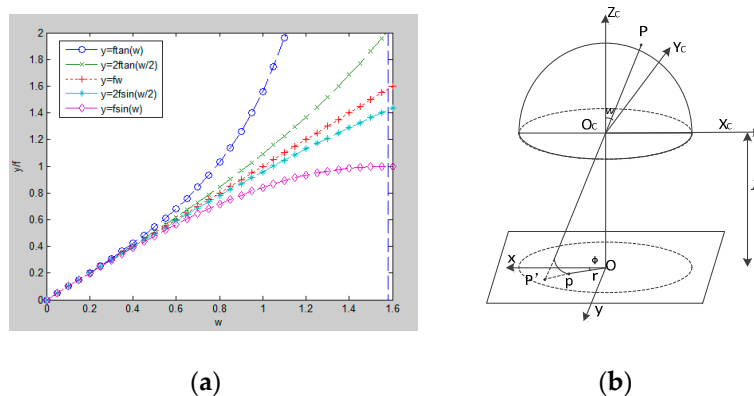 y=ftan(w)
y=2ftan(w/2)
y=fw
y=2fsin(w/2)
y=fsin(w)
y/f
2
1.8
1.6
1.4
1.2
1
0.8
0.6
0.4
0.2
0
0 0.2 0.4 0.6 0.8 1.0 1.2 1.4 1.6
w
(a)
Zc
P
Yc
w
Oc
Xc
x
ϕ
O
r
P'
p
y
(b)